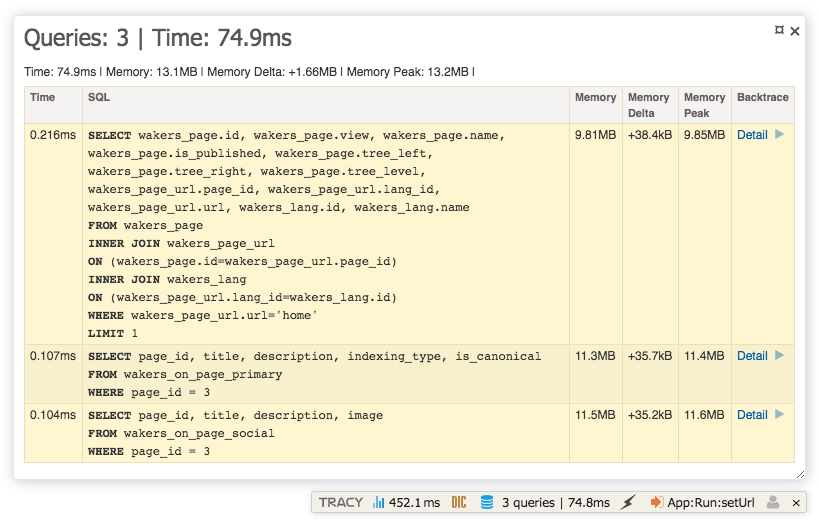 Queries: 3 | Time: 74.9ms
¤ ×
Time: 74.9ms | Memory: 13.1MB | Memory Delta: +1.66MB | Memory Peak: 13.2MB |
Time SQL Memory Memory Delta Memory Peak Backtrace
0.216ms SELECT wakers_page.id, wakers_page.view, wakers_page.name, 9.81MB +38.4kB 9.85MB Detail ►
wakers_page.is_published, wakers_page.tree_left,
wakers_page.tree_right, wakers_page.tree_level,
wakers_page_url.page_id, wakers_page_url.lang_id,
wakers_page_url.url, wakers_lang.id, wakers_lang.name
FROM wakers_page
INNER JOIN wakers_page_url
ON (wakers_page.id=wakers_page_url.page_id)
INNER JOIN wakers_lang
ON (wakers_page_url.lang_id=wakers_lang.id)
WHERE wakers_page_url.url='home'
LIMIT 1
0.107ms SELECT page_id, title, description, indexing_type, is_canonical 11.3MB +35.7kB 11.4MB Detail ►
FROM wakers_on_page_primary
WHERE page_id = 3
0.104ms SELECT page_id, title, description, image 11.5MB +35.2kB 11.6MB Detail ►
FROM wakers_on_page_social
WHERE page_id = 3
TRACY 452.1 ms DIC 3 queries | 74.8ms App:Run:setUrl ×